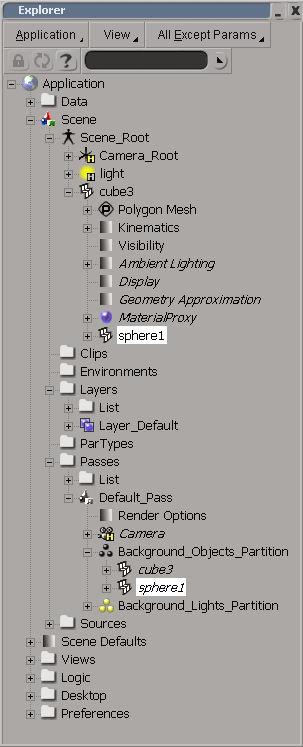 Explorer
Application View All Except Params
?
Application
Data
Scene
Scene_Root
Camera_Root
light
cube3
Polygon Mesh
Kinematics
Visibility
Ambient Lighting
Display
Geometry Approximation
MaterialProxy
sphere1
Clips
Environments
Layers
List
Layer_Default
ParTypes
Passes
List
Default_Pass
Render Options
Camera
Background_Objects_Partition
cube3
sphere1
Background_Lights_Partition
Sources
Scene Defaults
Views
Logic
Desktop
Preferences